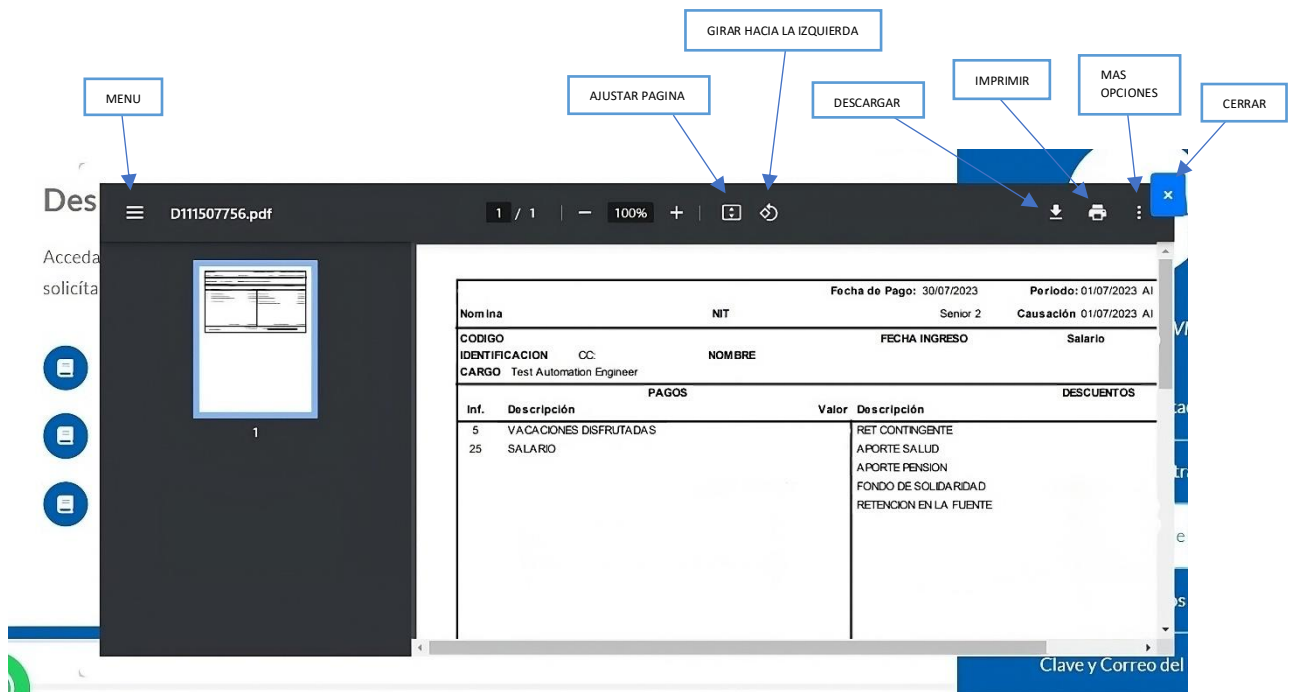 GIRAR HACIA LA IZQUIERDA
MENU
AJUSTAR PAGINA
DESCARGAR
IMPRIMIR
MAS
OPCIONES
CERRAR
Des
Acceda
solicíta
D111507756.pdf
1 / 1
100%
1
Fecha de Pago: 30/07/2023 Periodo: 01/07/2023 Al
Nomina NIT Senior 2 Causación 01/07/2023 Al
CODIGO FECHA INGRESO Salario
IDENTIFICACION CC: NOMBRE
CARGO Test Automation Engineer
PAGOS DESCUENTOS
Inf. Descripción Valor Descripción
5 VACACIONES DISFRUTADAS RET CONTINGENTE
25 SALARIO APORTE SALUD
APORTE PENSION
FONDO DE SOLIDARIDAD
RETENCION EN LA FUENTE
Clave y Correo del